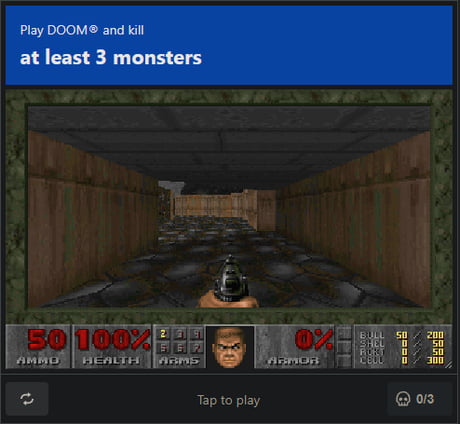 Play DOOM® and kill
at least 3 monsters
50 100% 2 3 4 0% BULL 50 / 200
5 6 7 SHEL 0 / 50
RCKT 0 / 50
AMMO HEALTH ARMS ARMOR CELL 0 / 300
Tap to play
0/3